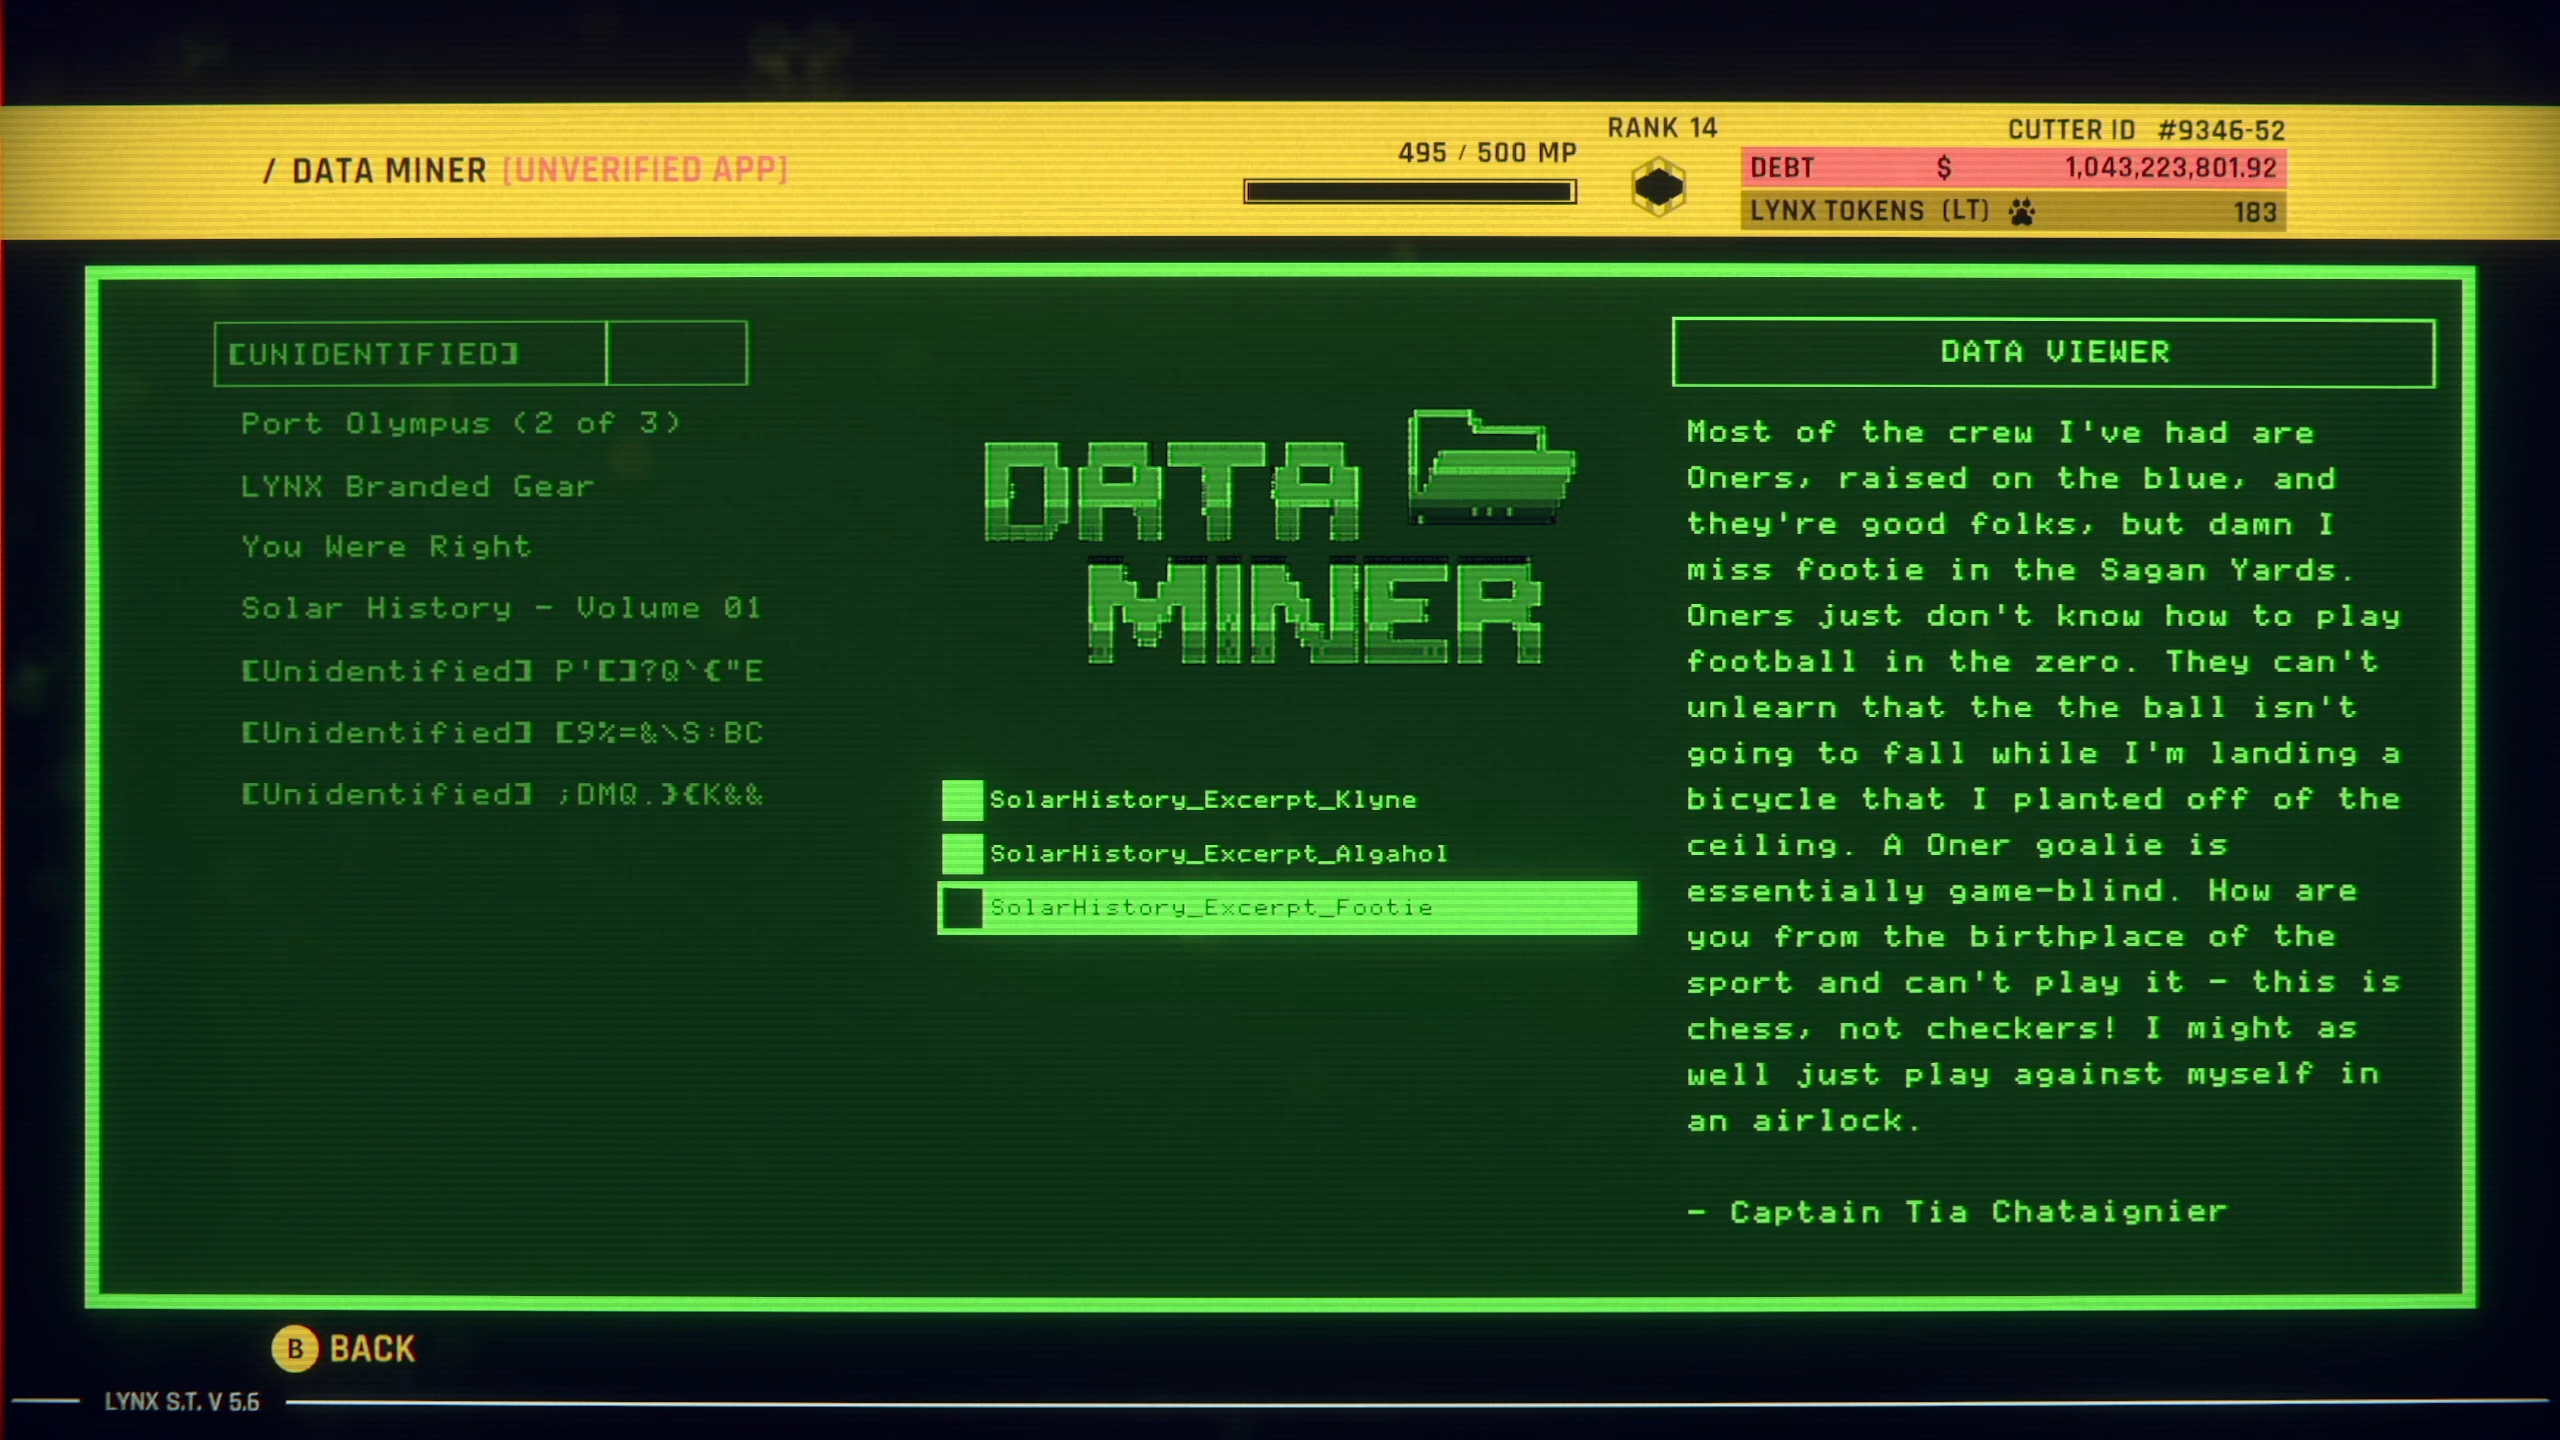 / DATA MINER [UNVERIFIED APP]
495 / 500 MP
RANK 14
CUTTER ID #9346-52
DEBT $ 1,043,223,801.92
LYNX TOKENS (LT) 183
[UNIDENTIFIED]
Port Olympus (2 of 3)
LYNX Branded Gear
You Were Right
Solar History - Volume 01
[Unidentified] P'[]?Q`{"E
[Unidentified] [9%=&\S:BC
[Unidentified] ;DMQ.}{K&&
DATA
MINER
SolarHistory_Excerpt_Klyne
SolarHistory_Excerpt_Algahol
SolarHistory_Excerpt_Footie
DATA VIEWER
Most of the crew I've had are
Oners, raised on the blue, and
they're good folks, but damn I
miss footie in the Sagan Yards.
Oners just don't know how to play
football in the zero. They can't
unlearn that the the ball isn't
going to fall while I'm landing a
bicycle that I planted off of the
ceiling. A Oner goalie is
essentially game-blind. How are
you from the birthplace of the
sport and can't play it - this is
chess, not checkers! I might as
well just play against myself in
an airlock.
- Captain Tia Chataignier
B BACK
LYNX S.T. V 5.6